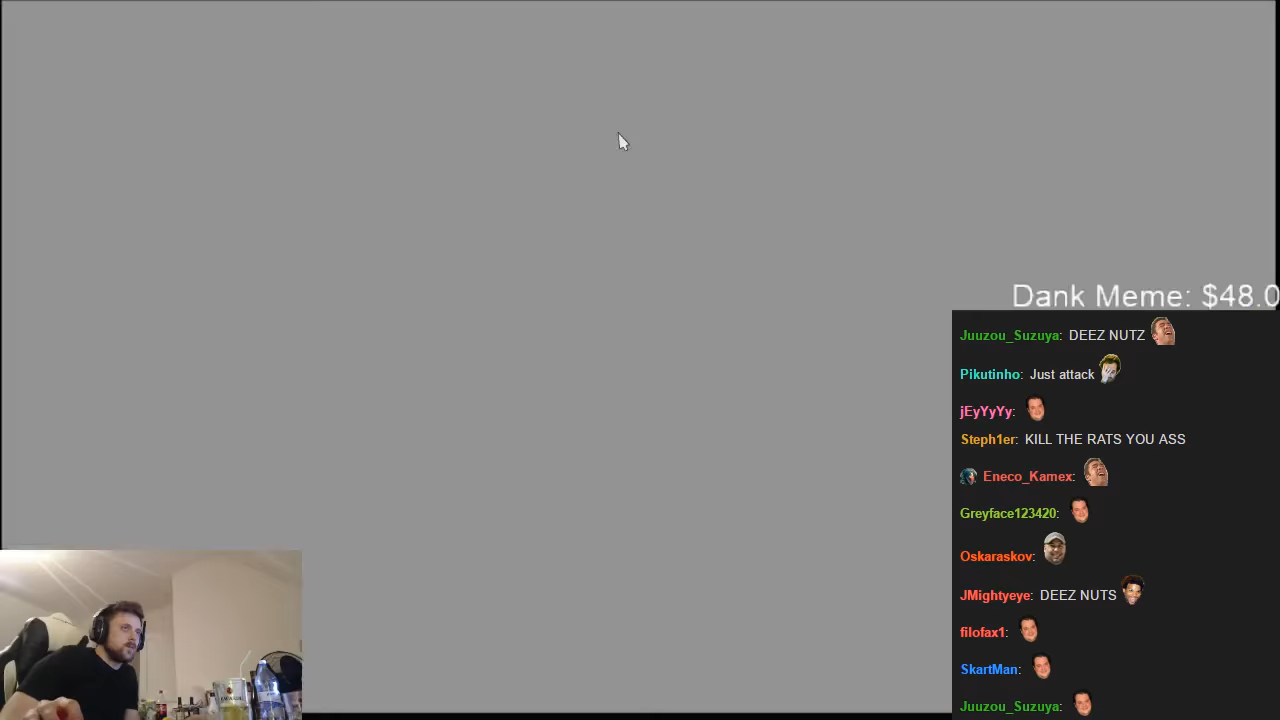 Dank Meme: $48.0
Juuzou_Suzuya: DEEZ NUTZ
Pikutinho: Just attack
jEyYyYy:
Steph1er: KILL THE RATS YOU ASS
Eneco_Kamex:
Greyface123420:
Oskaraskov:
JMightyeye: DEEZ NUTS
filofax1:
SkartMan:
Juuzou_Suzuya: